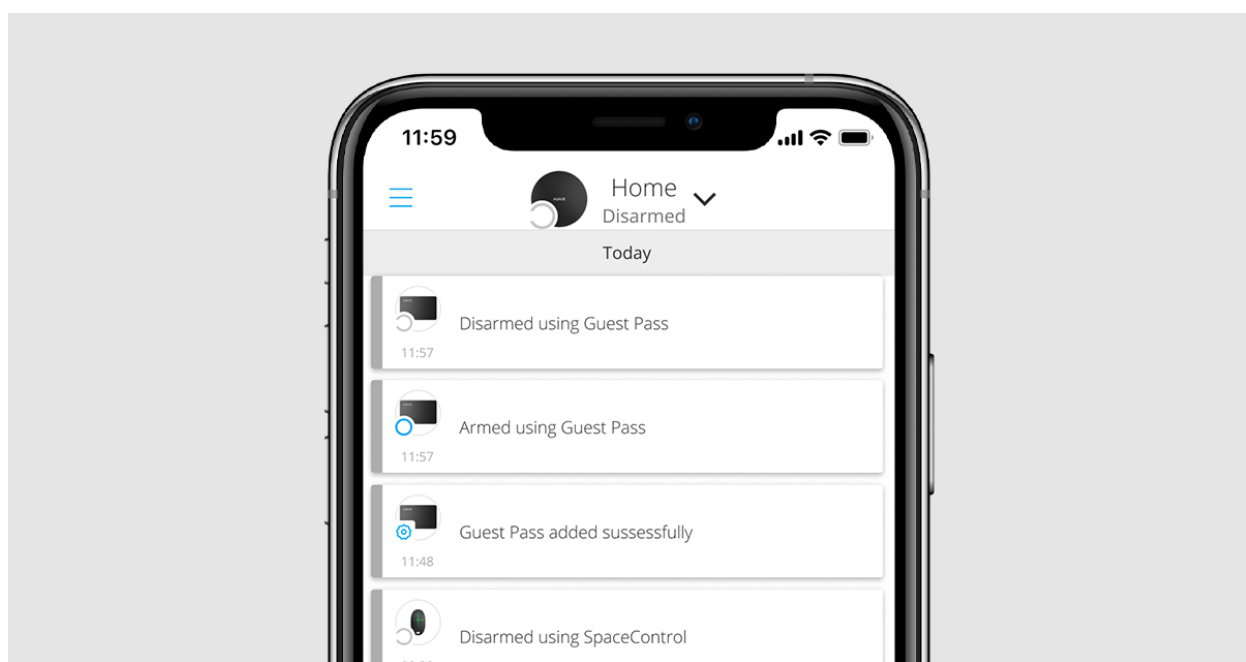 11:59
Home
Disarmed
Today
Disarmed using Guest Pass
11:57
Armed using Guest Pass
11:57
Guest Pass added sussessfully
11:48
Disarmed using SpaceControl